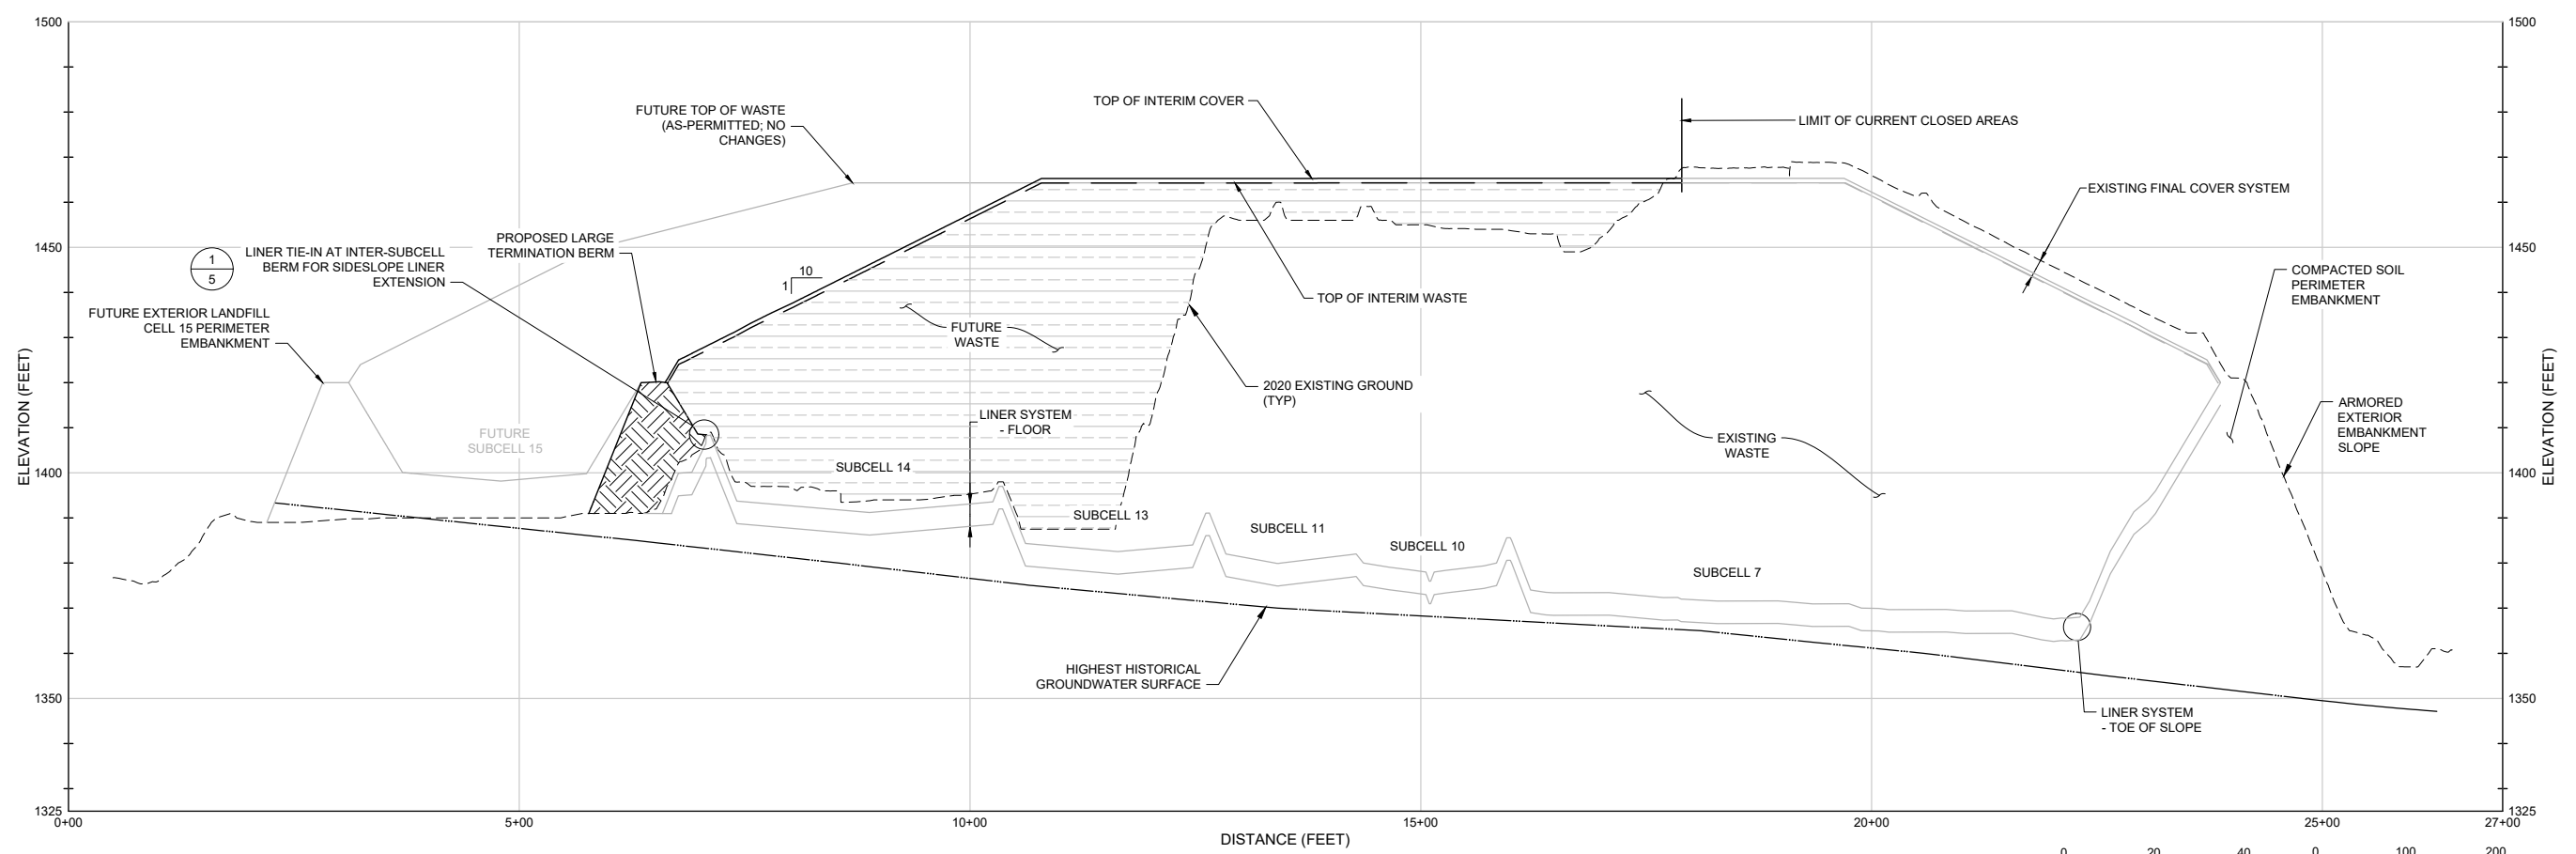 1500
1500
TOP OF INTERIM COVER
FUTURE TOP OF WASTE
(AS-PERMITTED; NO
CHANGES)
LIMIT OF CURRENT CLOSED AREAS
EXISTING FINAL COVER SYSTEM
PROPOSED LARGE
TERMINATION BERM
1450
1450
1
5
LINER TIE-IN AT INTER-SUBCELL
BERM FOR SIDESLOPE LINER
EXTENSION
10
1
COMPACTED SOIL
PERIMETER
EMBANKMENT
TOP OF INTERIM WASTE
FUTURE EXTERIOR LANDFILL
CELL 15 PERIMETER
EMBANKMENT
FUTURE
WASTE
2020 EXISTING GROUND
(TYP)
ELEVATION (FEET)
ELEVATION (FEET)
LINER SYSTEM
- FLOOR
ARMORED
EXTERIOR
EMBANKMENT
SLOPE
FUTURE
SUBCELL 15
EXISTING
WASTE
SUBCELL 14
1400
1400
SUBCELL 13
SUBCELL 11
SUBCELL 10
SUBCELL 7
HIGHEST HISTORICAL
GROUNDWATER SURFACE
1350
1350
LINER SYSTEM
- TOE OF SLOPE
1325
1325
0+00
5+00
10+00
15+00
20+00
25+00
27+00
DISTANCE (FEET)
0
20
40
0
100
200